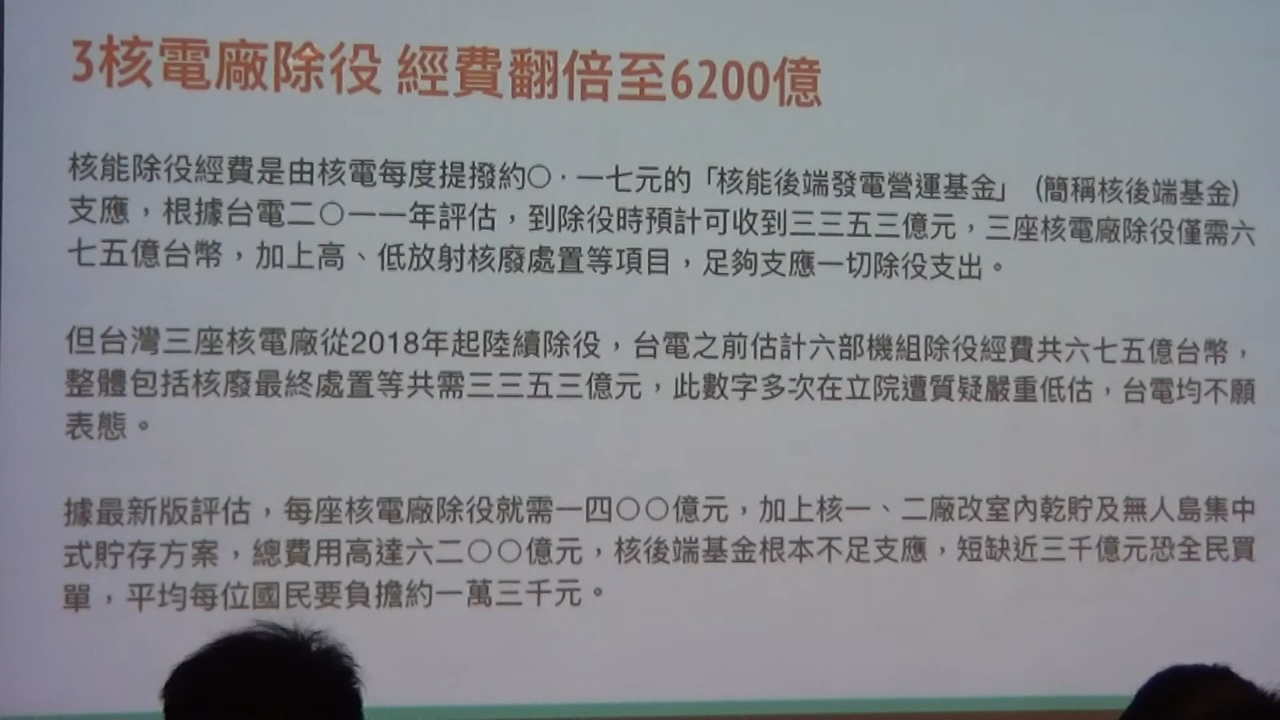 3核電廠除役 經費翻倍至6200億
核能除役經費是由核電每度提撥約〇．一七元的「核能後端發電營運基金」（簡稱核後端基金）
支應，根據台電二〇一一年評估，到除役時預計可收到三三五三億元，三座核電廠除役僅需六
七五億台幣，加上高、低放射核廢處置等項目，足夠支應一切除役支出。
但台灣三座核電廠從2018年起陸續除役，台電之前估計六部機組除役經費共六七五億台幣，
整體包括核廢最終處置等共需三三五三億元，此數字多次在立院遭質疑嚴重低估，台電均不願
表態。
據最新版評估，每座核電廠除役就需一四〇〇億元，加上核一、二廠改室內乾貯及無人島集中
式貯存方案，總費用高達六二〇〇億元，核後端基金根本不足支應，短缺近三千億元恐全民買
單，平均每位國民要負擔約一萬三千元。